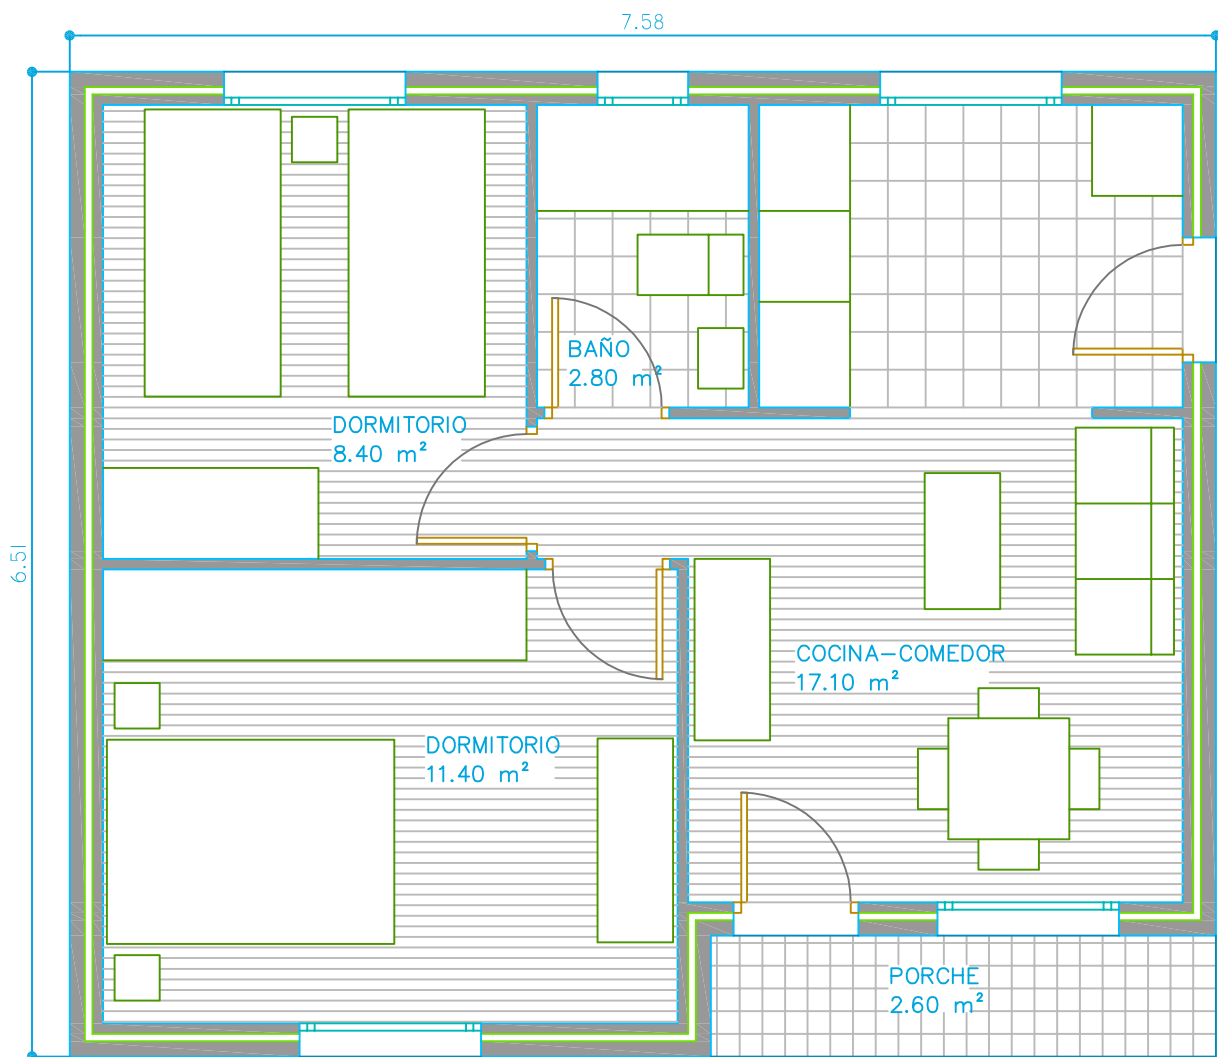 7.58
6.51
BAÑO
2.80 m²
DORMITORIO
8.40 m²
COCINA-COMEDOR
17.10 m²
DORMITORIO
11.40 m²
PORCHE
2.60 m²